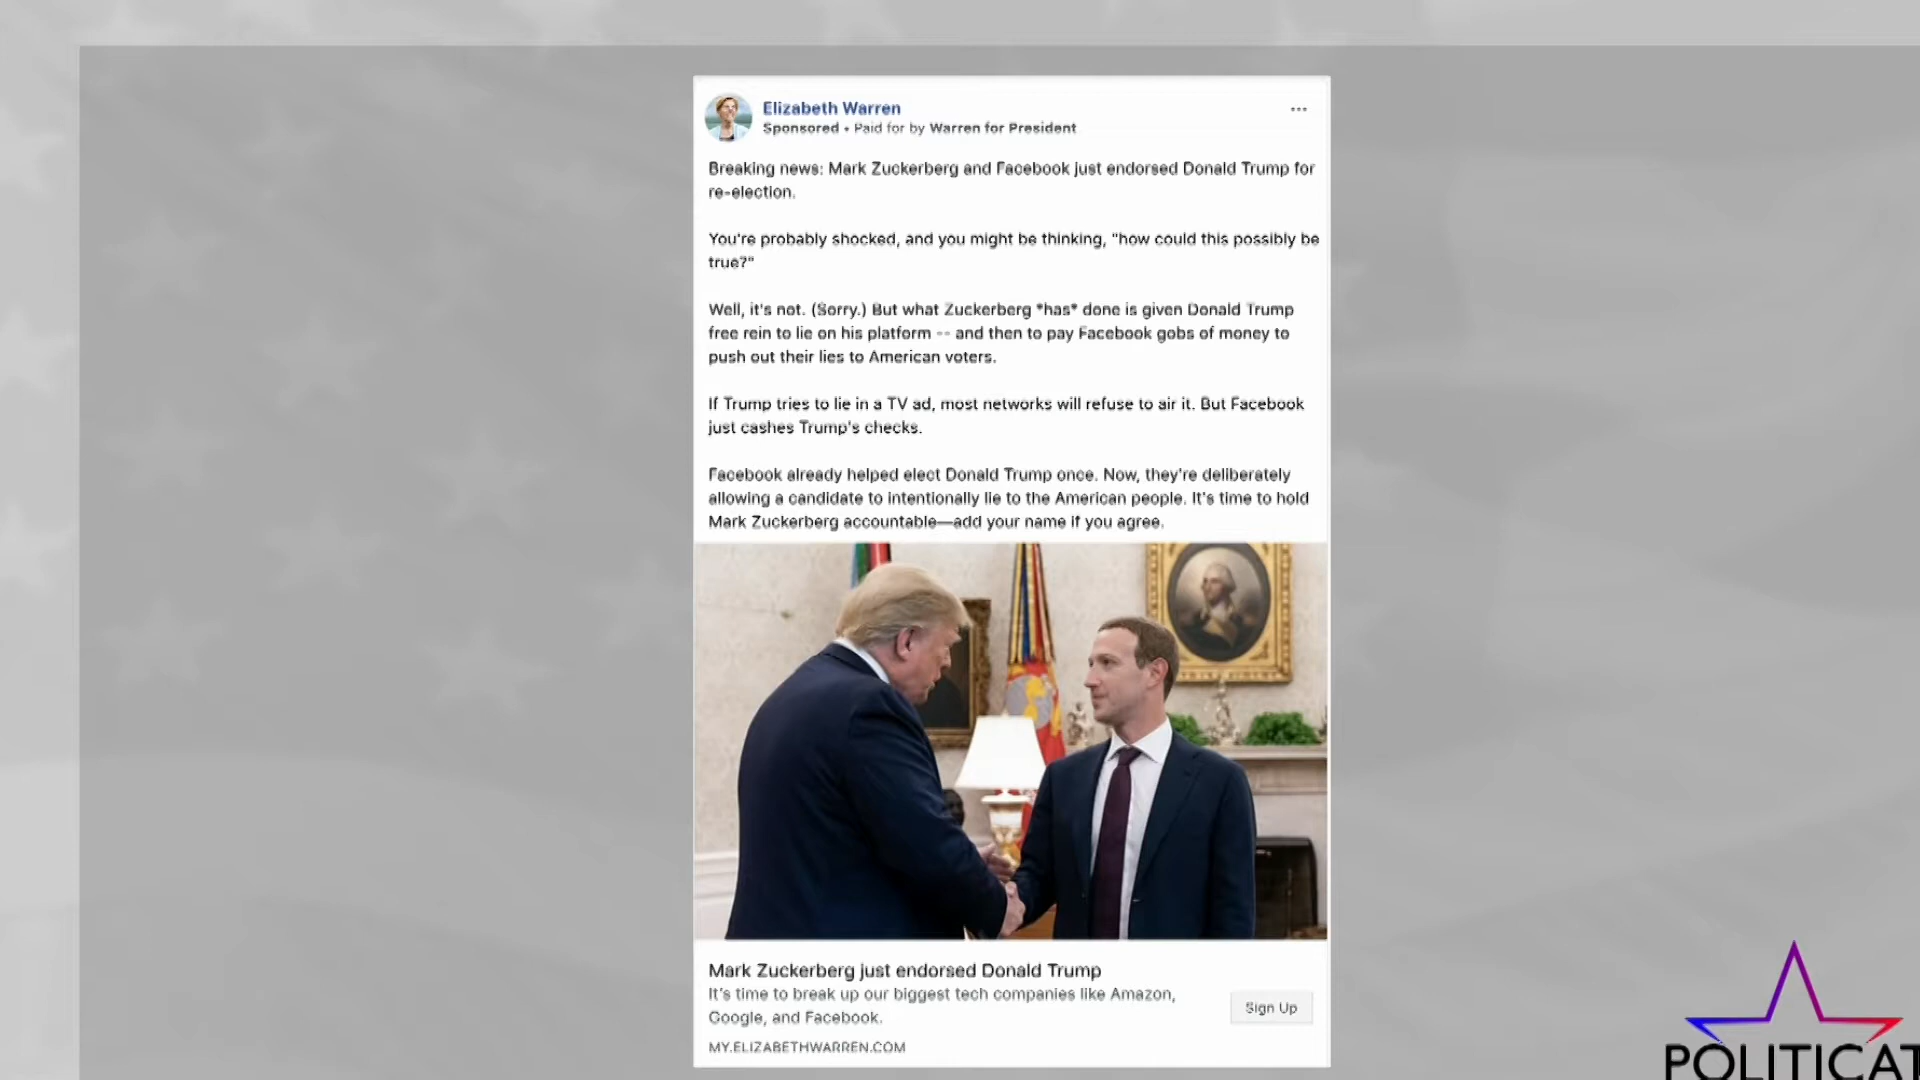 Elizabeth Warren
Sponsored • Paid for by Warren for President
Breaking news: Mark Zuckerberg and Facebook just endorsed Donald Trump for
re-election.
You're probably shocked, and you might be thinking, "how could this possibly be
true?"
Well, it's not. (Sorry.) But what Zuckerberg *has* done is given Donald Trump
free rein to lie on his platform -- and then to pay Facebook gobs of money to
push out their lies to American voters.
If Trump tries to lie in a TV ad, most networks will refuse to air it. But Facebook
just cashes Trump's checks.
Facebook already helped elect Donald Trump once. Now, they're deliberately
allowing a candidate to intentionally lie to the American people. It's time to hold
Mark Zuckerberg accountable—add your name if you agree.
Mark Zuckerberg just endorsed Donald Trump
It's time to break up our biggest tech companies like Amazon,
Google, and Facebook.
Sign Up
MY.ELIZABETHWARREN.COM
POLITICAT